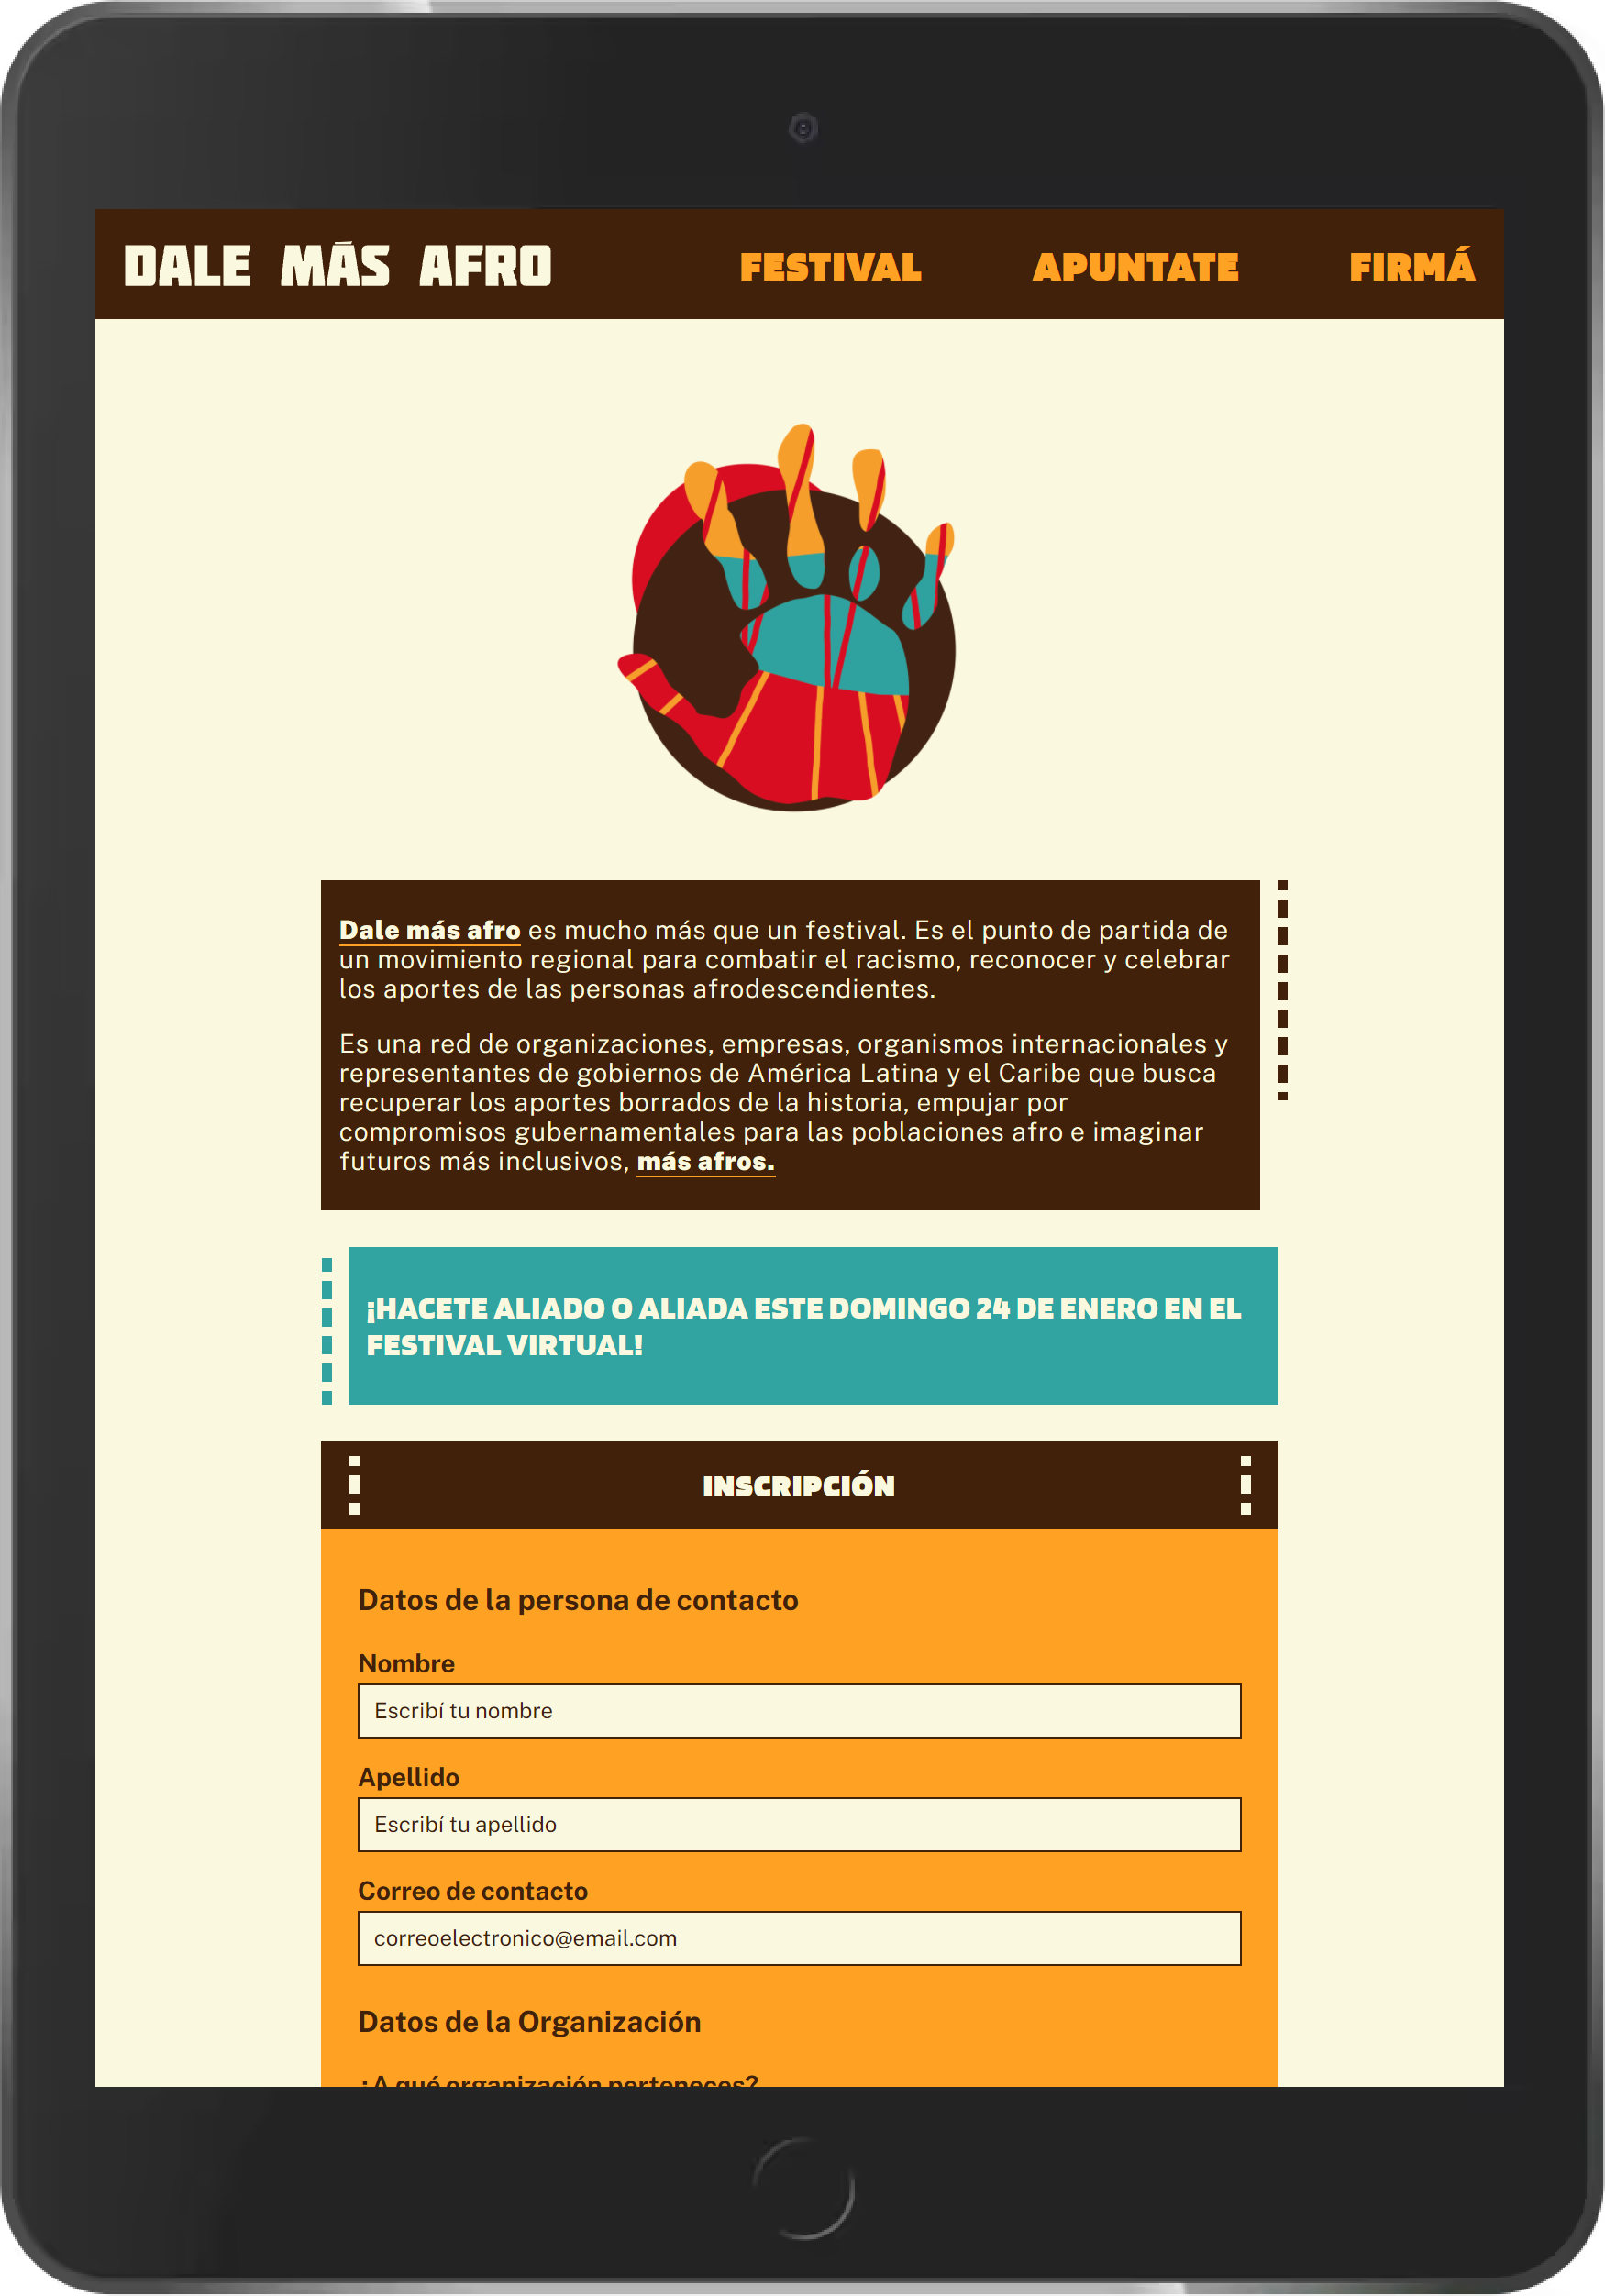 DALE MÁS AFRO
FESTIVAL
APUNTATE
FIRMÁ
Dale más afro es mucho más que un festival. Es el punto de partida de
un movimiento regional para combatir el racismo, reconocer y celebrar
los aportes de las personas afrodescendientes.
Es una red de organizaciones, empresas, organismos internacionales y
representantes de gobiernos de América Latina y el Caribe que busca
recuperar los aportes borrados de la historia, empujar por
compromisos gubernamentales para las poblaciones afro e imaginar
futuros más inclusivos, más afros.
¡HACETE ALIADO O ALIADA ESTE DOMINGO 24 DE ENERO EN EL
FESTIVAL VIRTUAL!
INSCRIPCIÓN
Datos de la persona de contacto
Nombre
Escribí tu nombre
Apellido
Escribí tu apellido
Correo de contacto
correoelectronico@email.com
Datos de la Organización
¿A qué organización perteneces?